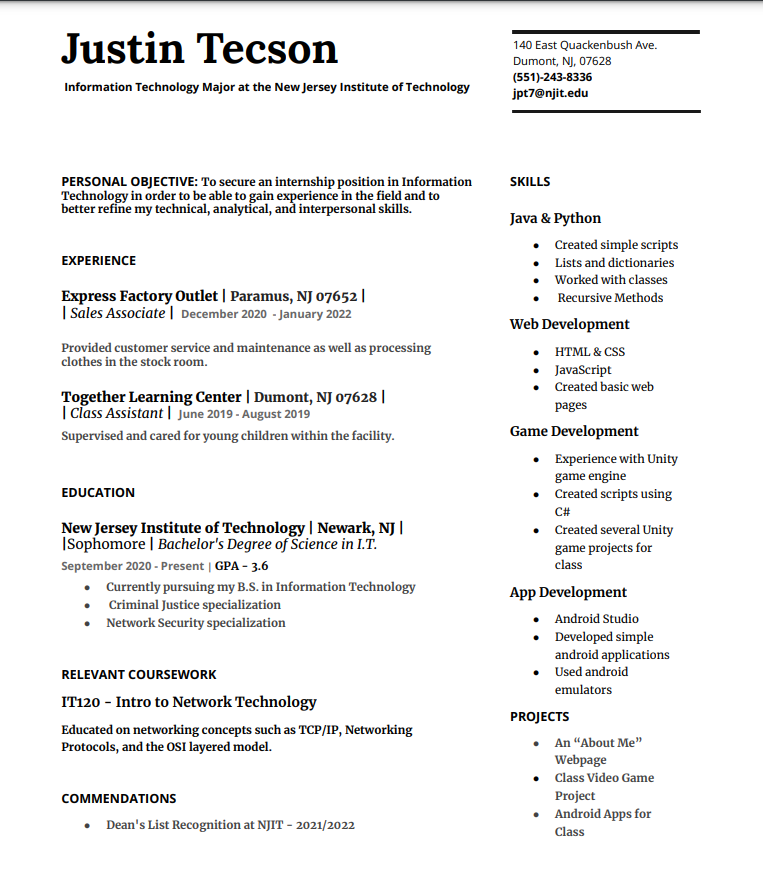 Justin Tecson
Information Technology Major at the New Jersey Institute of Technology
140 East Quackenbush Ave.
Dumont, NJ, 07628
(551)-243-8336
jpt7@njit.edu
PERSONAL OBJECTIVE: To secure an internship position in Information
Technology in order to be able to gain experience in the field and to
better refine my technical, analytical, and interpersonal skills.
EXPERIENCE
Express Factory Outlet | Paramus, NJ 07652 |
| Sales Associate | December 2020 - January 2022
Provided customer service and maintenance as well as processing
clothes in the stock room.
Together Learning Center | Dumont, NJ 07628 |
| Class Assistant | June 2019 - August 2019
Supervised and cared for young children within the facility.
EDUCATION
New Jersey Institute of Technology | Newark, NJ |
|Sophomore | Bachelor's Degree of Science in I.T.
September 2020 - Present | GPA - 3.6
● Currently pursuing my B.S. in Information Technology
● Criminal Justice specialization
● Network Security specialization
RELEVANT COURSEWORK
IT120 - Intro to Network Technology
Educated on networking concepts such as TCP/IP, Networking
Protocols, and the OSI layered model.
COMMENDATIONS
● Dean's List Recognition at NJIT - 2021/2022
SKILLS
Java & Python
● Created simple scripts
● Lists and dictionaries
● Worked with classes
● Recursive Methods
Web Development
● HTML & CSS
● JavaScript
● Created basic web
pages
Game Development
● Experience with Unity
game engine
● Created scripts using
C#
● Created several Unity
game projects for
class
App Development
● Android Studio
● Developed simple
android applications
● Used android
emulators
PROJECTS
● An “About Me”
Webpage
● Class Video Game
Project
● Android Apps for
Class